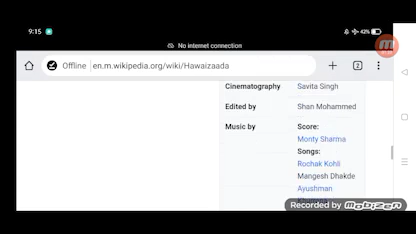 9:15
42%
No internet connection
Offline en.m.wikipedia.org/wiki/Hawaizaada
2
Cinematography Savita Singh
Edited by Shan Mohammed
Music by Score:
Monty Sharma
Songs:
Rochak Kohli
Mangesh Dhakde
Ayushman
Recorded by MOBIZEN